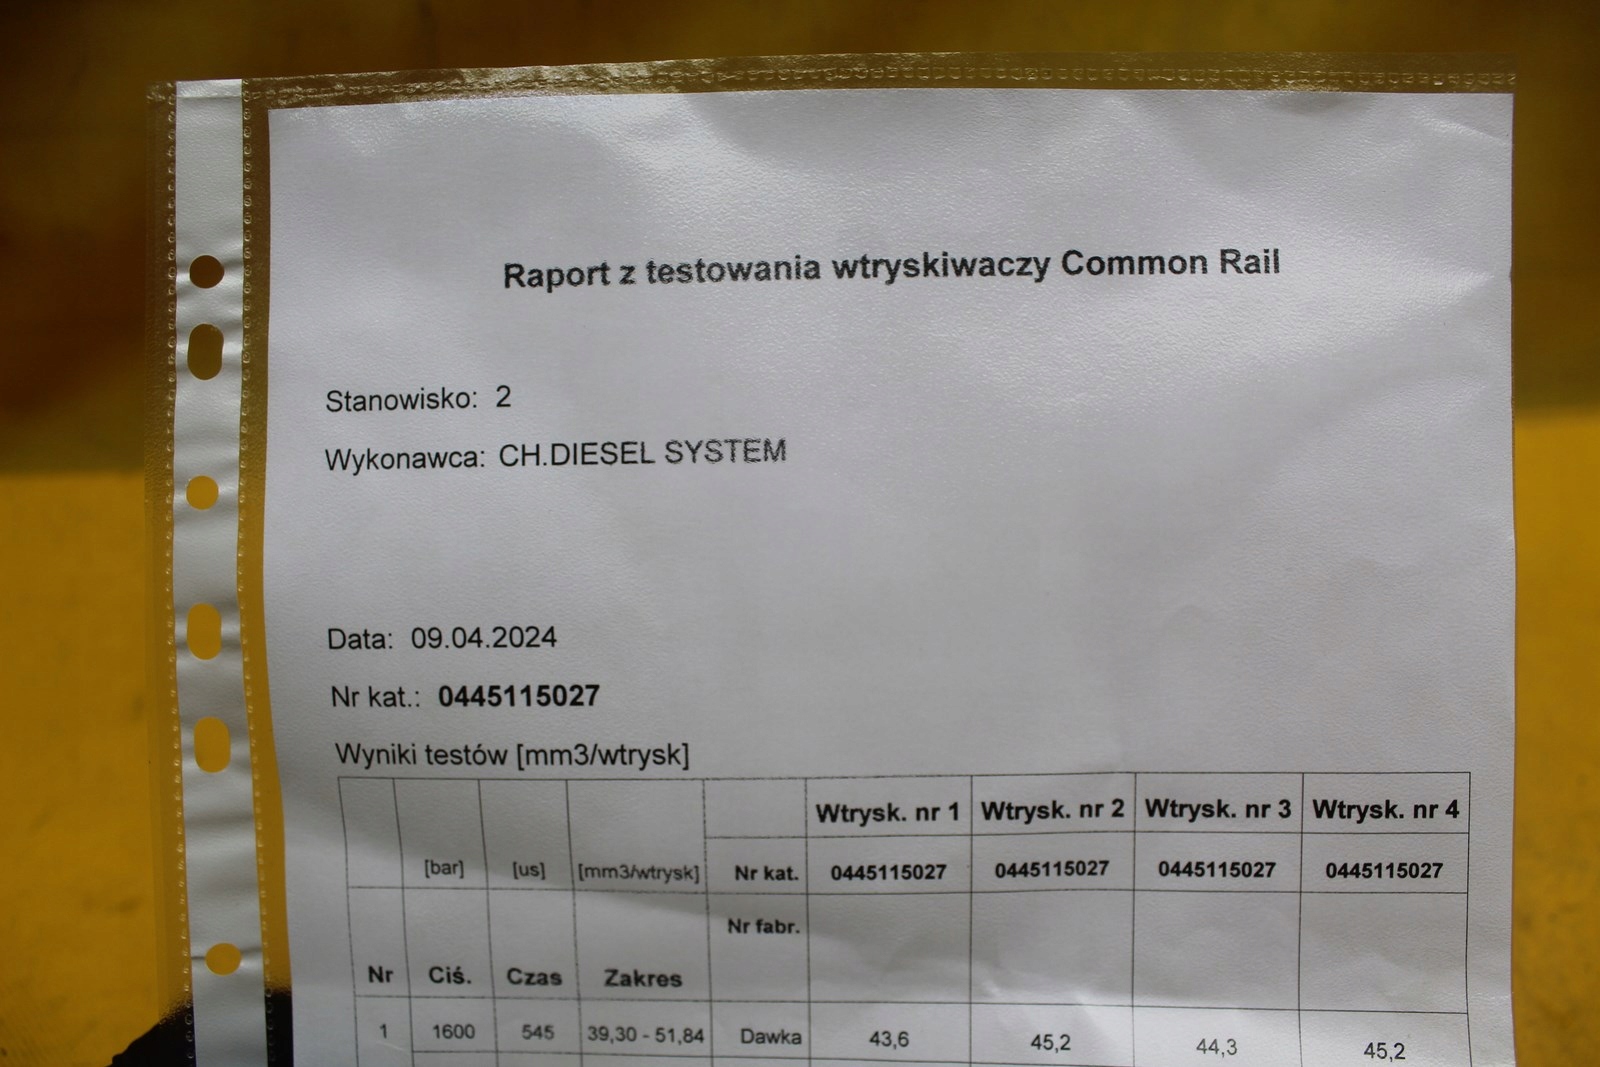 Raport z testowania wtryskiwaczy Common Rail
Stanowisko: 2
Wykonawca: CH.DIESEL SYSTEM
Data: 09.04.2024
Nr kat.: 0445115027
Wyniki testów [mm3/wtrysk]
Wtrysk. nr 1 Wtrysk. nr 2 Wtrysk. nr 3 Wtrysk. nr 4
[bar] [us] [mm3/wtrysk] Nr kat. 0445115027 0445115027 0445115027 0445115027
Nr fabr.
Nr Ciś. Czas Zakres
1 1600 545 39,30 - 51,84 Dawka 43,6 45,2 44,3 45,2